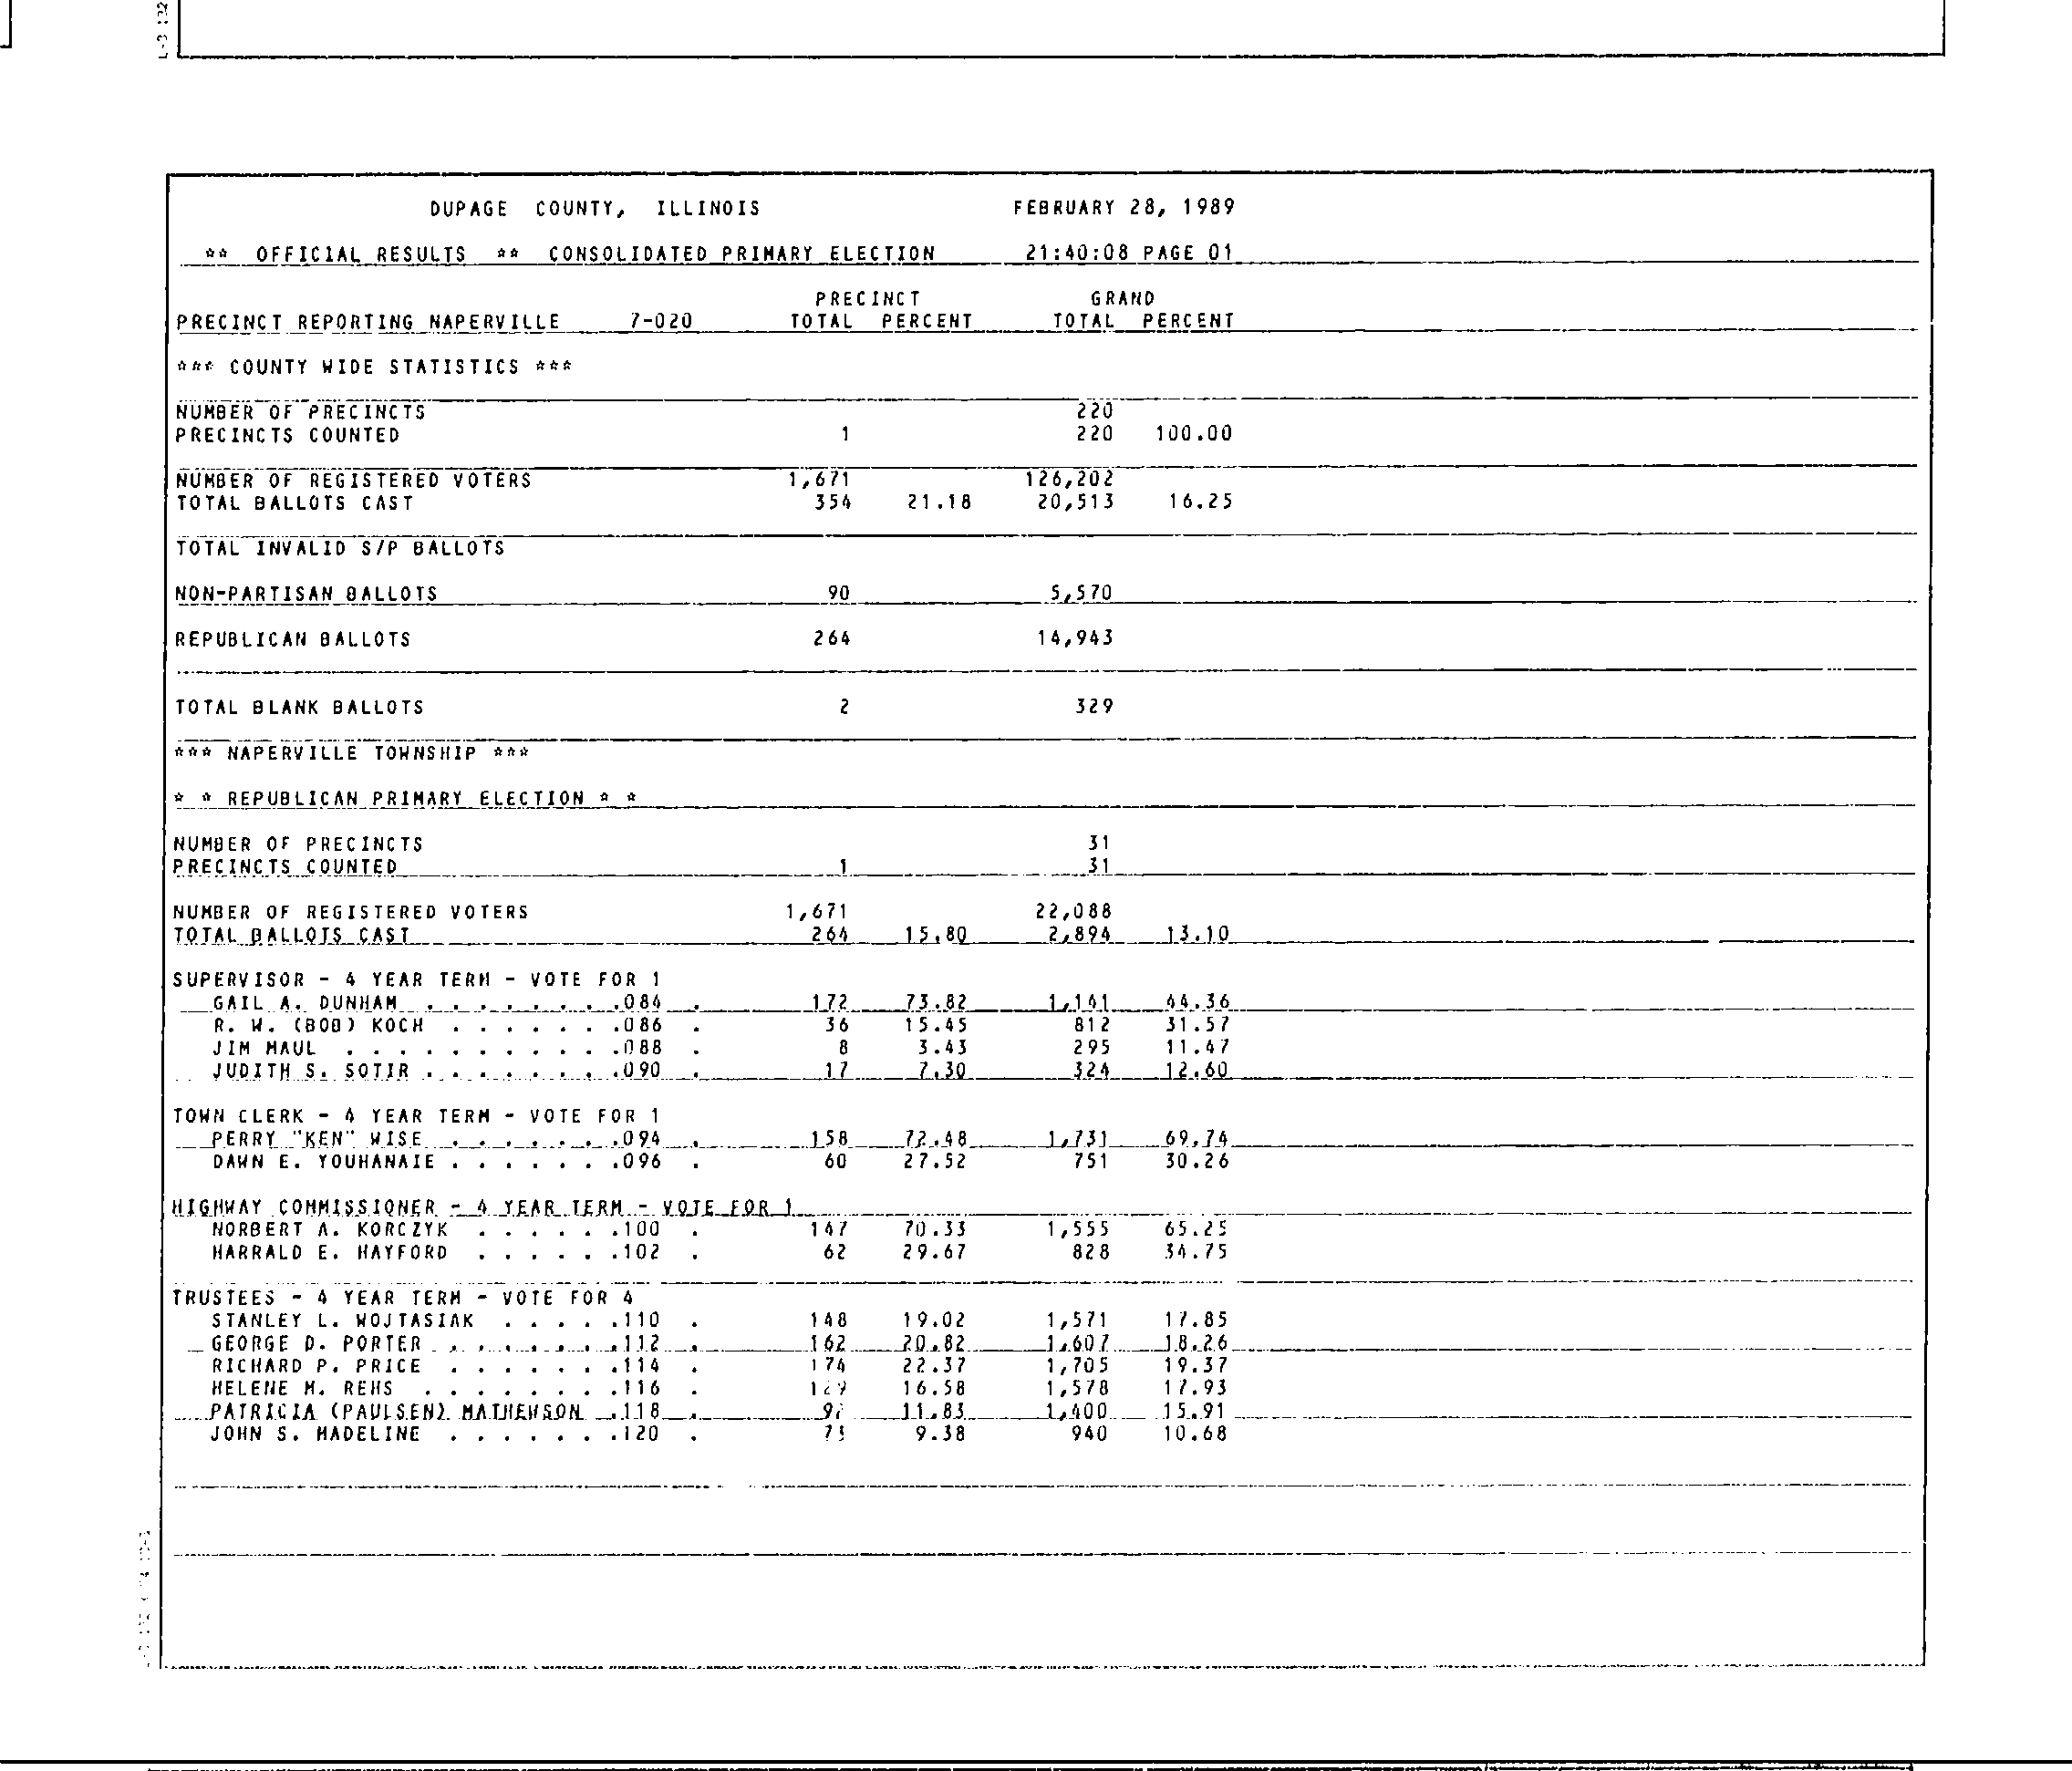 DUPAGE COUNTY, ILLINOIS FEBRUARY 28, 1989
** OFFICIAL RESULTS ** CONSOLIDATED PRIMARY ELECTION 21:40:08 PAGE 01
PRECINCT GRAND
PRECINCT REPORTING NAPERVILLE 7-020 TOTAL PERCENT TOTAL PERCENT
*** COUNTY WIDE STATISTICS ***
NUMBER OF PRECINCTS 220
PRECINCTS COUNTED 1 220 100.00
NUMBER OF REGISTERED VOTERS 1,671 126,202
TOTAL BALLOTS CAST 354 21.18 20,513 16.25
TOTAL INVALID S/P BALLOTS
NON-PARTISAN BALLOTS 90 5,570
REPUBLICAN BALLOTS 264 14,943
TOTAL BLANK BALLOTS 2 329
*** NAPERVILLE TOWNSHIP ***
* * REPUBLICAN PRIMARY ELECTION * *
NUMBER OF PRECINCTS 31
PRECINCTS COUNTED 1 31
NUMBER OF REGISTERED VOTERS 1,671 22,088
TOTAL BALLOTS CAST 264 15.80 2,894 13.10
SUPERVISOR - 4 YEAR TERM - VOTE FOR 1
GAIL A. DUNHAM . . . . . . . .084 . 172 73.82 1,141 44.36
R. W. (BOB) KOCH . . . . . . .086 . 36 15.45 812 31.57
JIM MAUL . . . . . . . . . . .088 . 8 3.43 295 11.47
JUDITH S. SOTIR . . . . . . . .090 . 17 7.30 324 12.60
TOWN CLERK - 4 YEAR TERM - VOTE FOR 1
PERRY "KEN" WISE . . . . . . .094 . 158 72.48 1,731 69.74
DAWN E. YOUHANAIE . . . . . . .096 . 60 27.52 751 30.26
HIGHWAY COMMISSIONER - 4 YEAR TERM - VOTE FOR 1
NORBERT A. KORCZYK . . . . . .100 . 147 70.33 1,555 65.25
HARRALD E. HAYFORD . . . . . .102 . 62 29.67 828 34.75
TRUSTEES - 4 YEAR TERM - VOTE FOR 4
STANLEY L. WOJTASIAK . . . . .110 . 148 19.02 1,571 17.85
GEORGE D. PORTER . . . . . . .112 . 162 20.82 1,607 18.26
RICHARD P. PRICE . . . . . . .114 . 174 22.37 1,705 19.37
HELENE M. REHS . . . . . . . .116 . 129 16.58 1,578 17.93
PATRICIA (PAULSEN) MATHEWSON .118 . 11.83 1,400 15.91
JOHN S. MADELINE . . . . . . .120 . 73 9.38 940 10.68